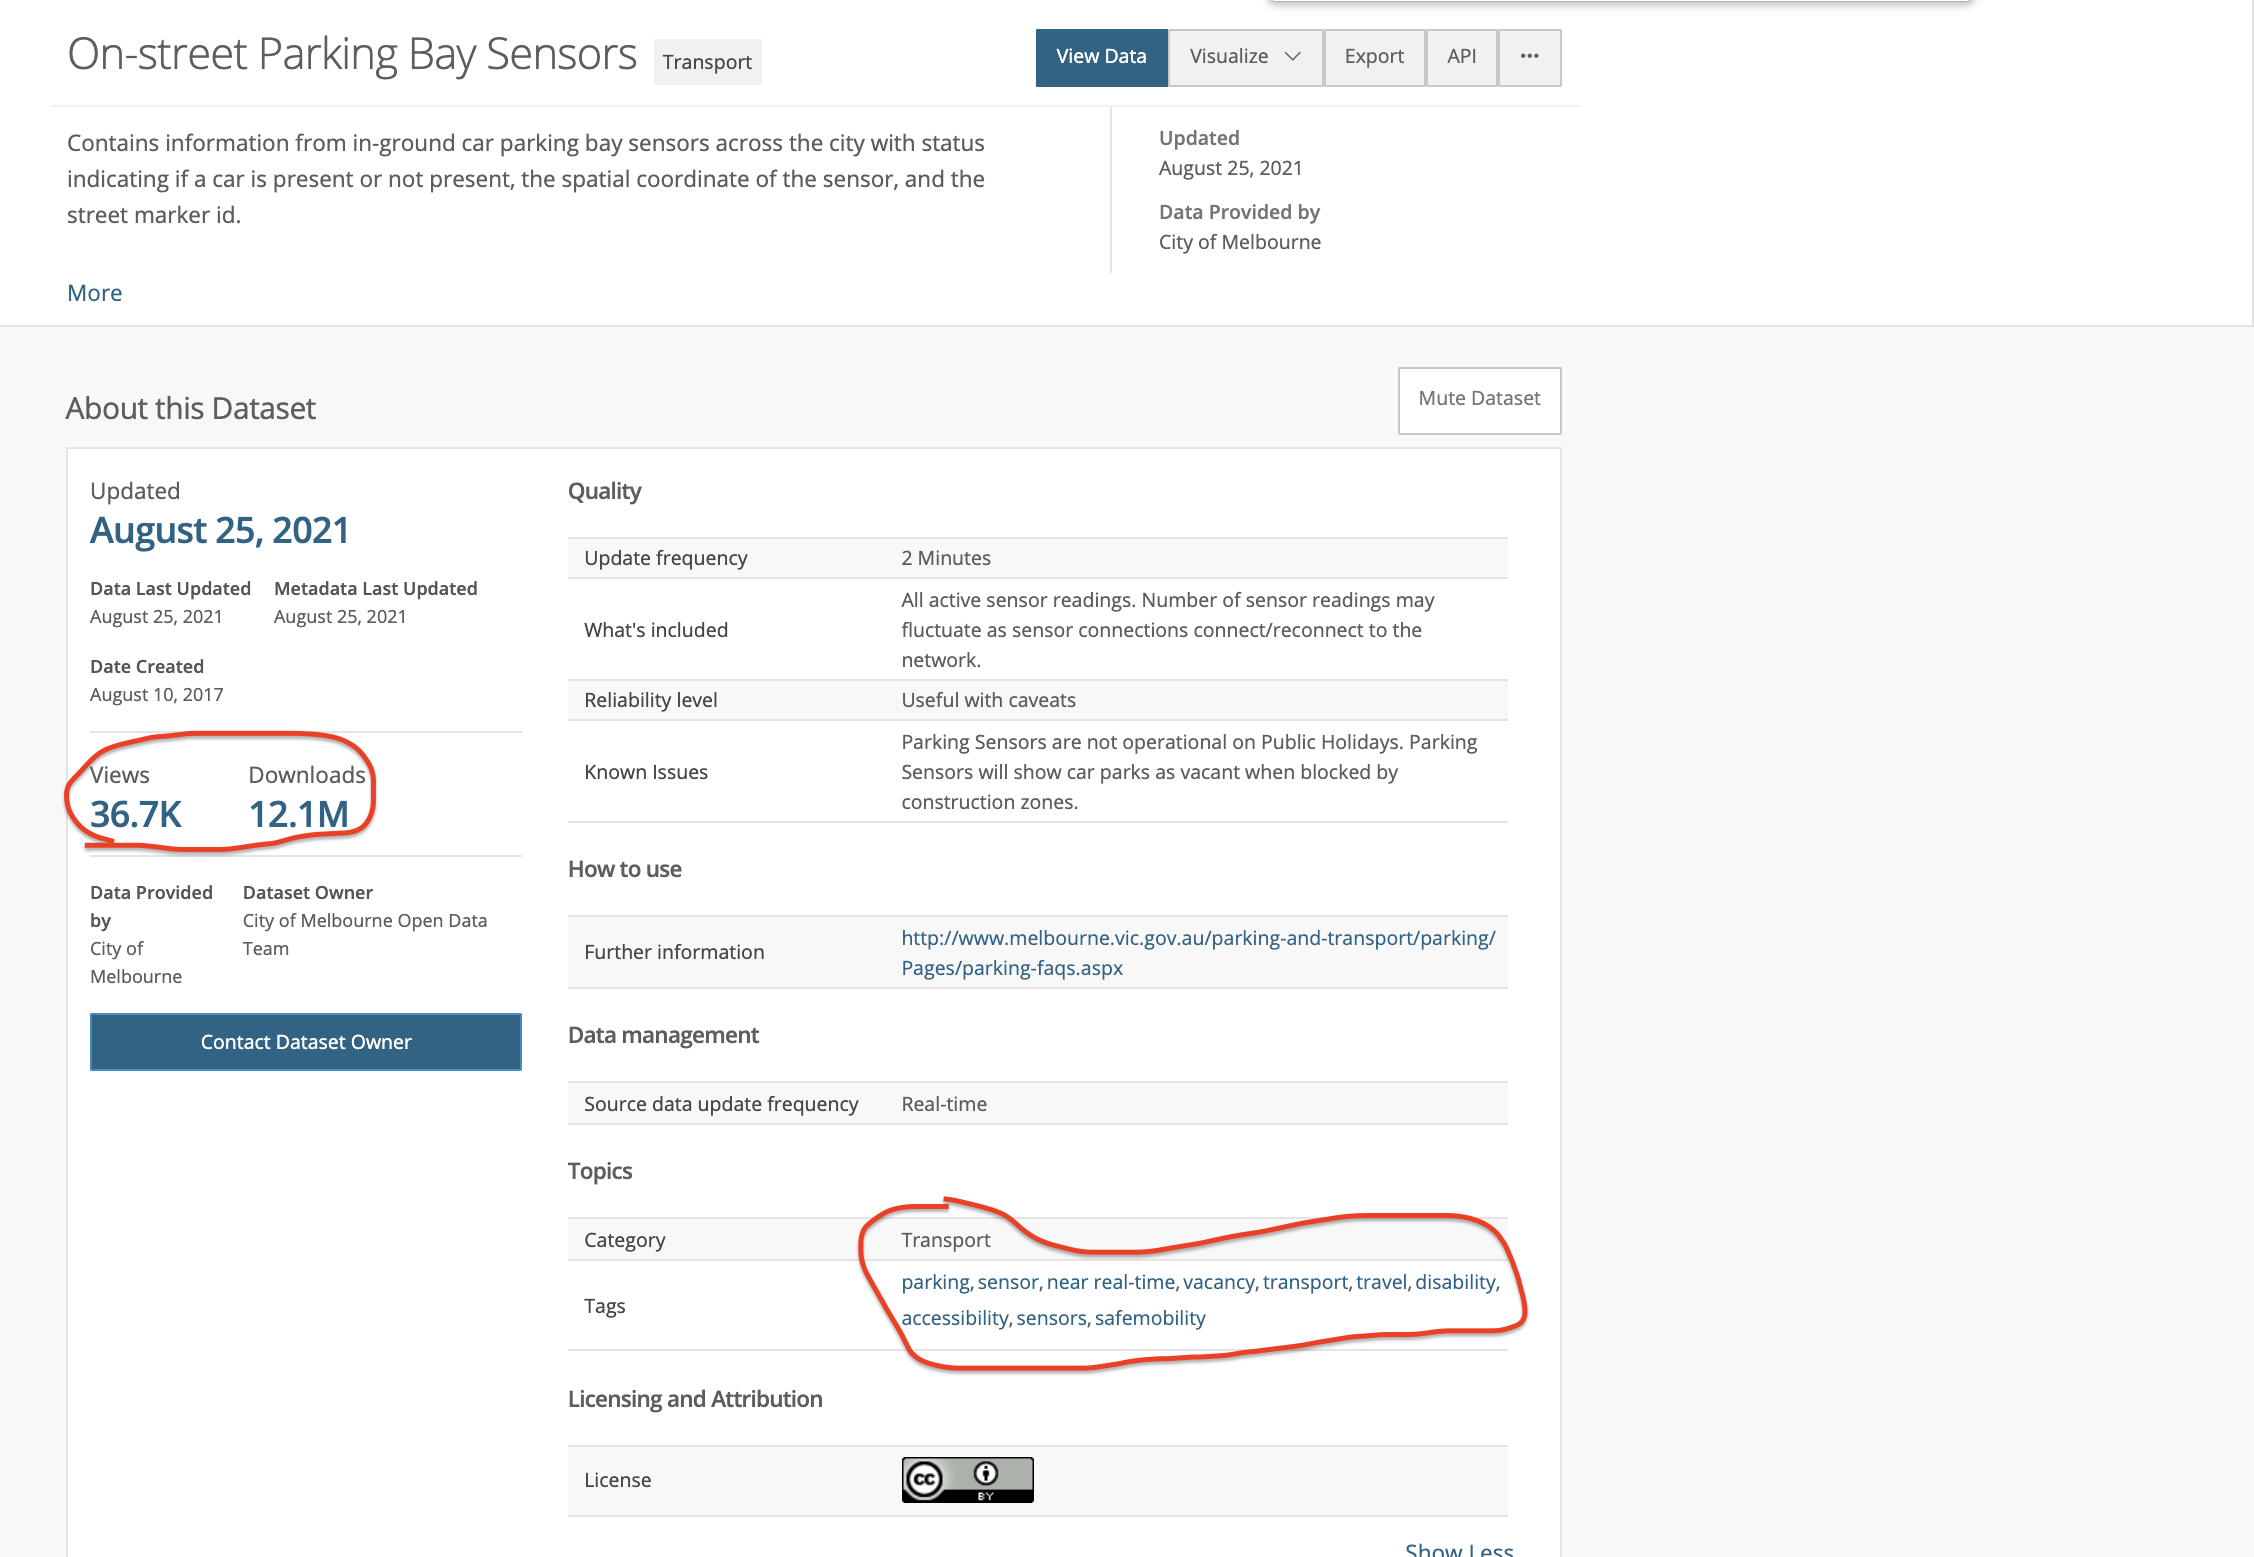 On-street Parking Bay Sensors Transport
View Data Visualize Export API ···
Contains information from in-ground car parking bay sensors across the city with status
indicating if a car is present or not present, the spatial coordinate of the sensor, and the
street marker id.
More
Updated
August 25, 2021
Data Provided by
City of Melbourne
About this Dataset
Mute Dataset
Updated
August 25, 2021
Data Last Updated Metadata Last Updated
August 25, 2021 August 25, 2021
Date Created
August 10, 2017
Views Downloads
36.7K 12.1M
Data Provided Dataset Owner
by City of Melbourne Open Data
City of Team
Melbourne
Contact Dataset Owner
Quality
Update frequency 2 Minutes
What's included All active sensor readings. Number of sensor readings may
fluctuate as sensor connections connect/reconnect to the
network.
Reliability level Useful with caveats
Known Issues Parking Sensors are not operational on Public Holidays. Parking
Sensors will show car parks as vacant when blocked by
construction zones.
How to use
Further information http://www.melbourne.vic.gov.au/parking-and-transport/parking/
Pages/parking-faqs.aspx
Data management
Source data update frequency Real-time
Topics
Category Transport
Tags parking, sensor, near real-time, vacancy, transport, travel, disability,
accessibility, sensors, safemobility
Licensing and Attribution
License cc BY
Show Less